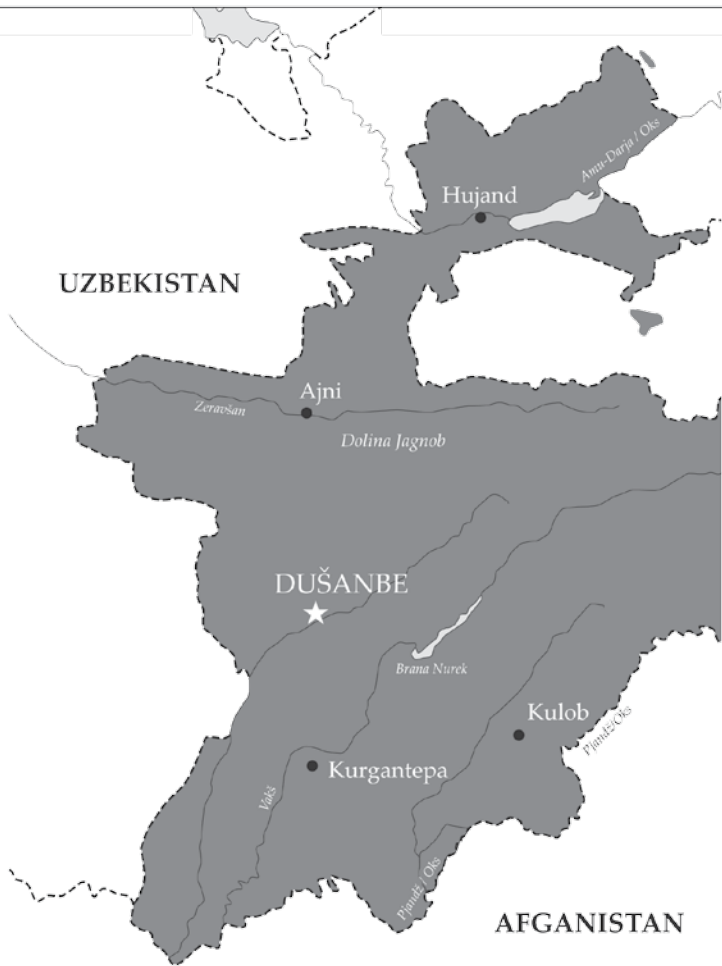 Amu-Darja / Oks
Hujand
UZBEKISTAN
Ajni
Zeravšan
Dolina Jagnob
DUŠANBE
Brana Nurek
Kulob
Pjandž/Oks
Kurgantepa
Vakš
Pjandž / Oks
AFGANISTAN